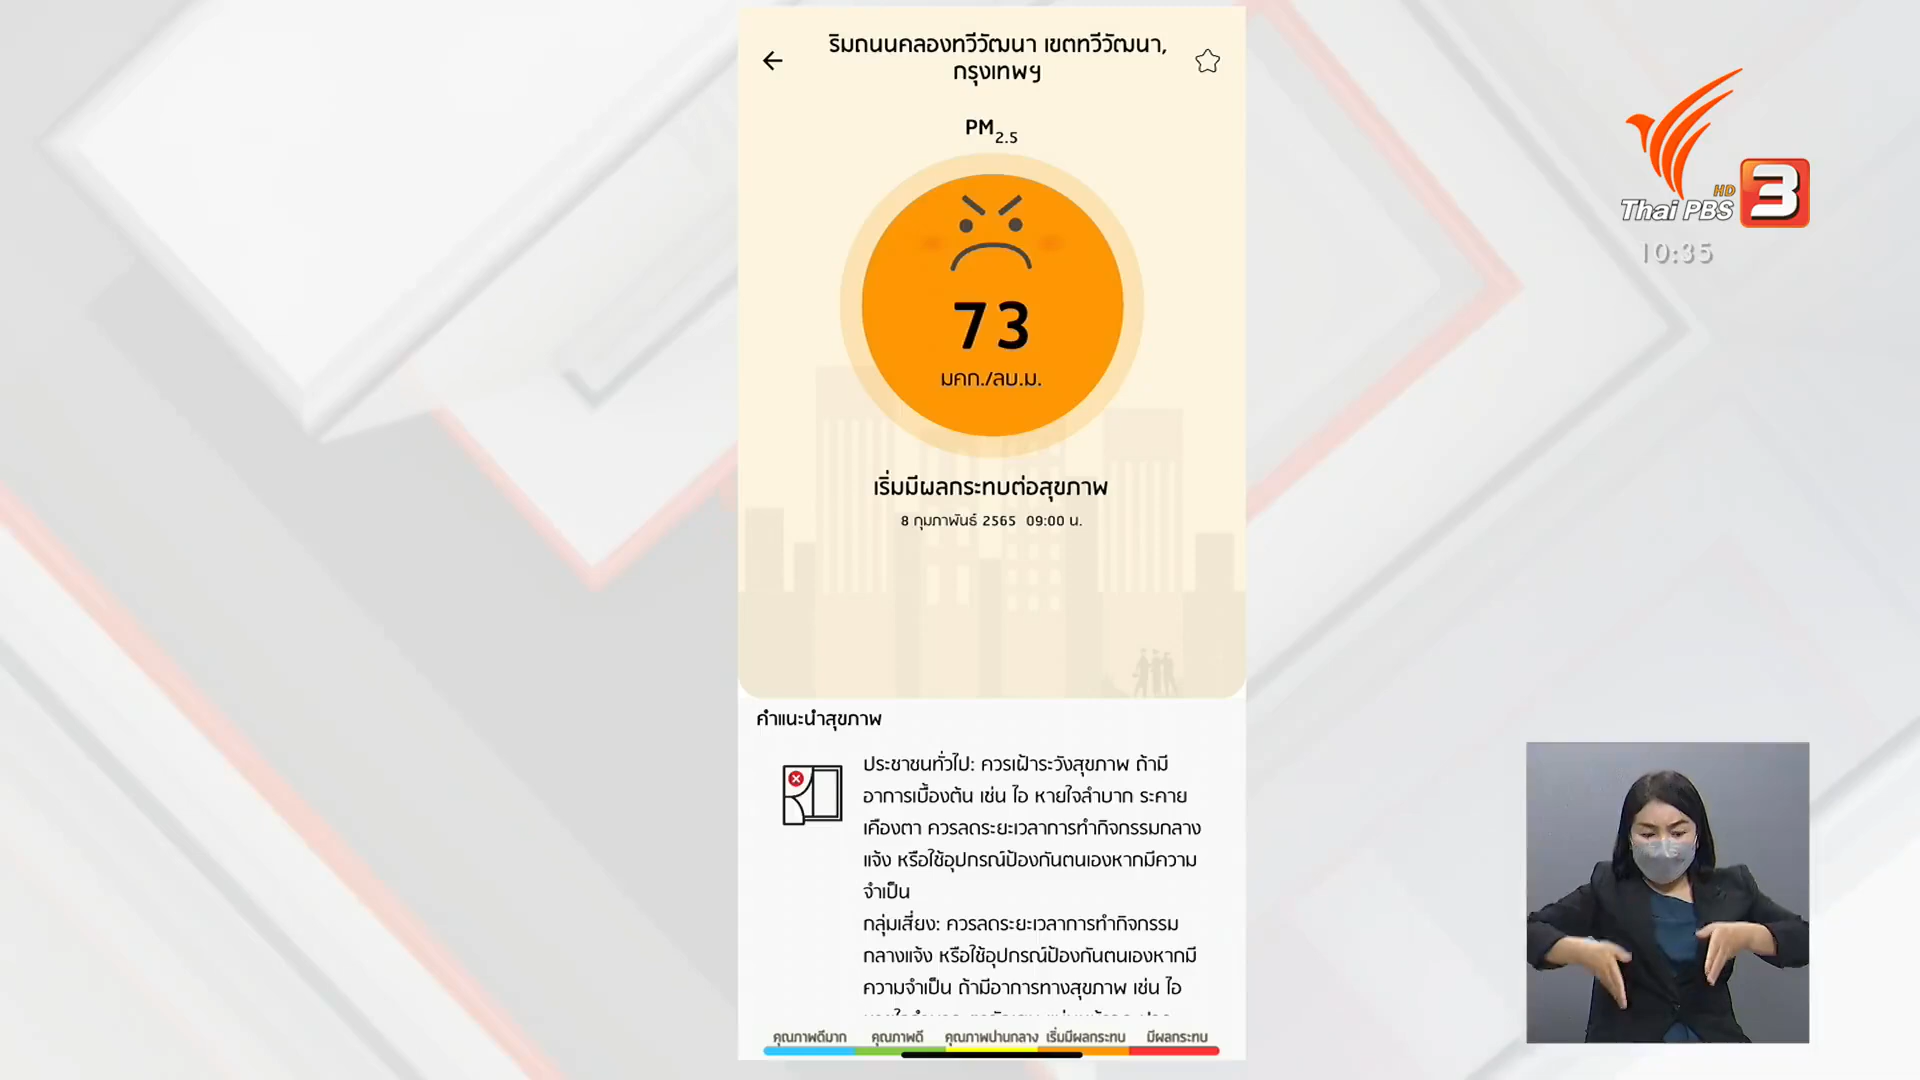 ริมถนนคลองทวีวัฒนา เขตทวีวัฒนา,
กรุงเทพฯ
PM2.5
73
มคก./ลบ.ม.
เริ่มมีผลกระทบต่อสุขภาพ
8 กุมภาพันธ์ 2565 09:00 น.
คำแนะนำสุขภาพ
ประชาชนทั่วไป: ควรเฝ้าระวังสุขภาพ ถ้ามี
อาการเบื้องต้น เช่น ไอ หายใจลำบาก ระคาย
เคืองตา ควรลดระยะเวลาการทำกิจกรรมกลาง
แจ้ง หรือใช้อุปกรณ์ป้องกันตนเองหากมีความ
จำเป็น
กลุ่มเสี่ยง: ควรลดระยะเวลาการทำกิจกรรม
กลางแจ้ง หรือใช้อุปกรณ์ป้องกันตนเองหากมี
ความจำเป็น ถ้ามีอาการทางสุขภาพ เช่น ไอ
คุณภาพดีมาก คุณภาพดี คุณภาพปานกลาง เริ่มมีผลกระทบ มีผลกระทบ
HD
Thai PBS 3
10:35